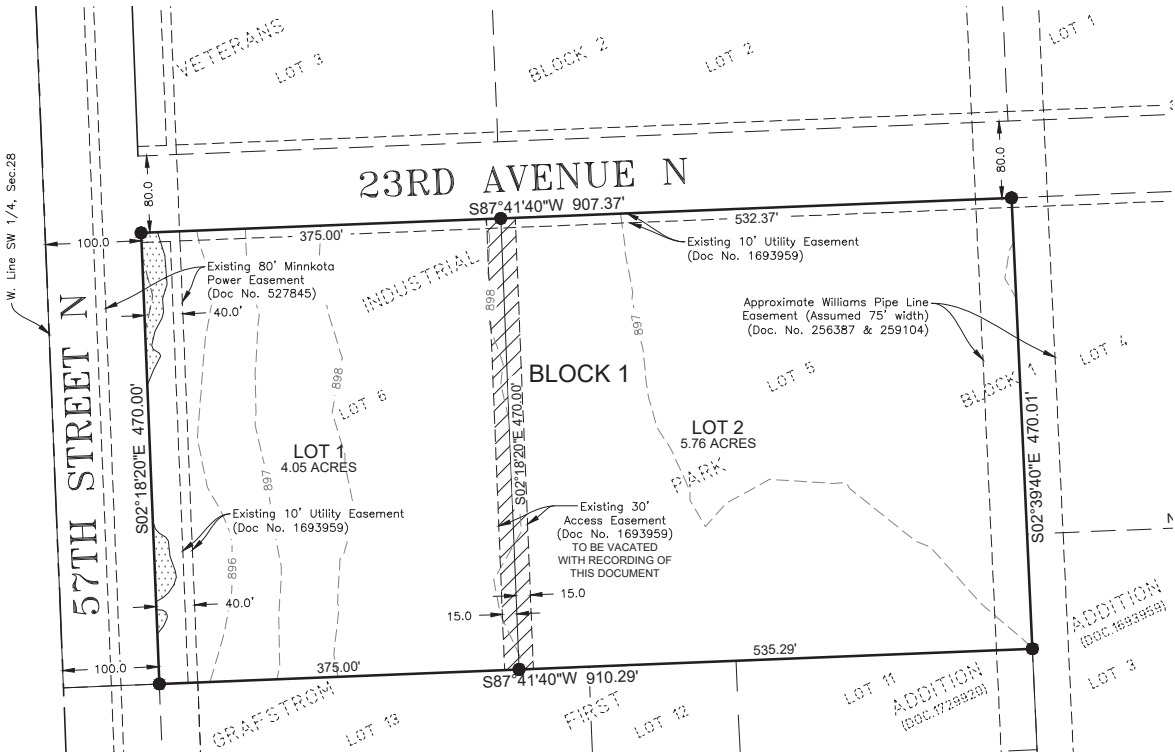 VETERANS
LOT 3
BLOCK 2
LOT 2
LOT 1
W. Line SW 1/4, Sec.28
80.0
80.0
23RD AVENUE N
S87°41'40"W 907.37'
375.00'
532.37'
100.0
Existing 10' Utility Easement
(Doc No. 1693959)
Existing 80' Minnkota
Power Easement
(Doc No. 527845)
40.0'
INDUSTRIAL
898
898
897
Approximate Williams Pipe Line
Easement (Assumed 75' width)
(Doc. No. 256387 & 259104)
57TH STREET N
S02°18'20"E 470.00'
LOT 6
BLOCK 1
LOT 5
BLOCK 1
LOT 4
LOT 1
4.05 ACRES
S02°18'20"E 470.00'
LOT 2
5.76 ACRES
PARK
S02°39'40"E 470.01'
897
896
Existing 10' Utility Easement
(Doc No. 1693959)
Existing 30'
Access Easement
(Doc No. 1693959)
TO BE VACATED
WITH RECORDING OF
THIS DOCUMENT
N
40.0'
15.0
15.0
ADDITION
(DOC.1693959)
100.0
375.00'
535.29'
S87°41'40"W 910.29'
GRAFSTROM
LOT 13
FIRST
LOT 12
LOT 11
ADDITION
(DOC.1729920)
LOT 3